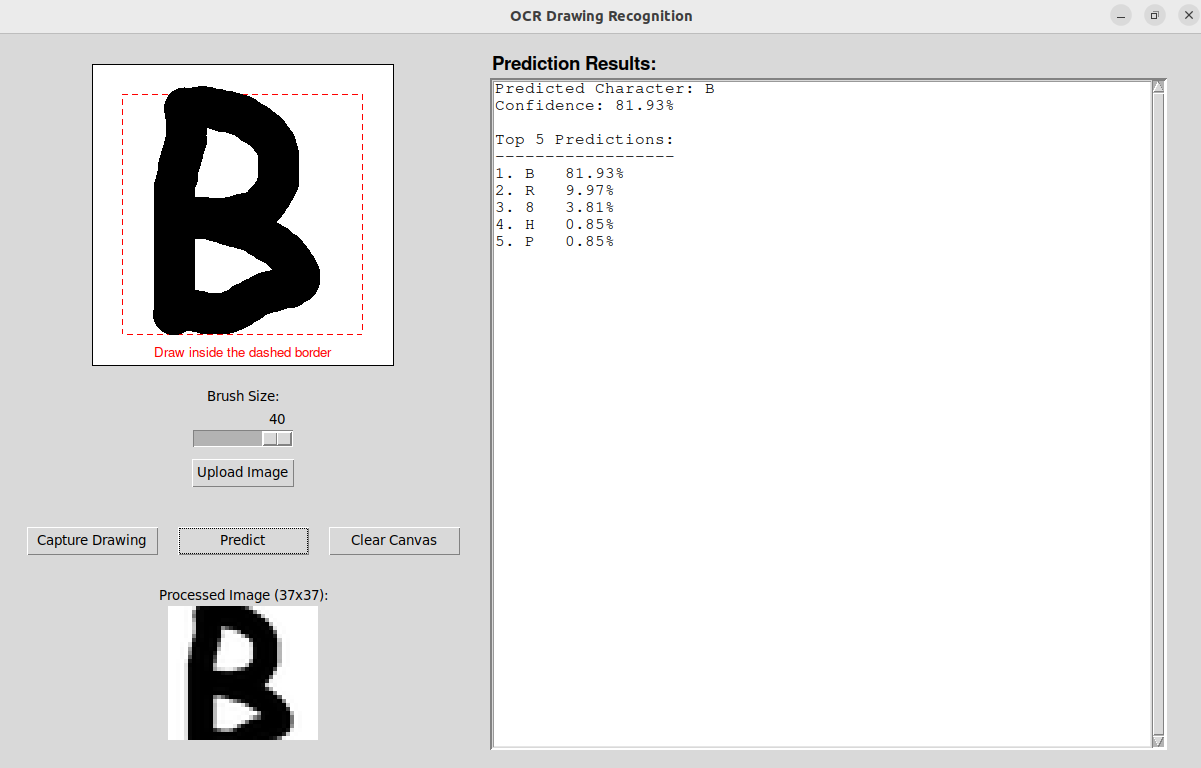 OCR Drawing Recognition
B
Draw inside the dashed border
Brush Size:
40
Upload Image
Capture Drawing Predict Clear Canvas
Processed Image (37x37):
B
Prediction Results:
Predicted Character: B
Confidence: 81.93%
Top 5 Predictions:
------------------
1. B 81.93%
2. R 9.97%
3. 8 3.81%
4. H 0.85%
5. P 0.85%